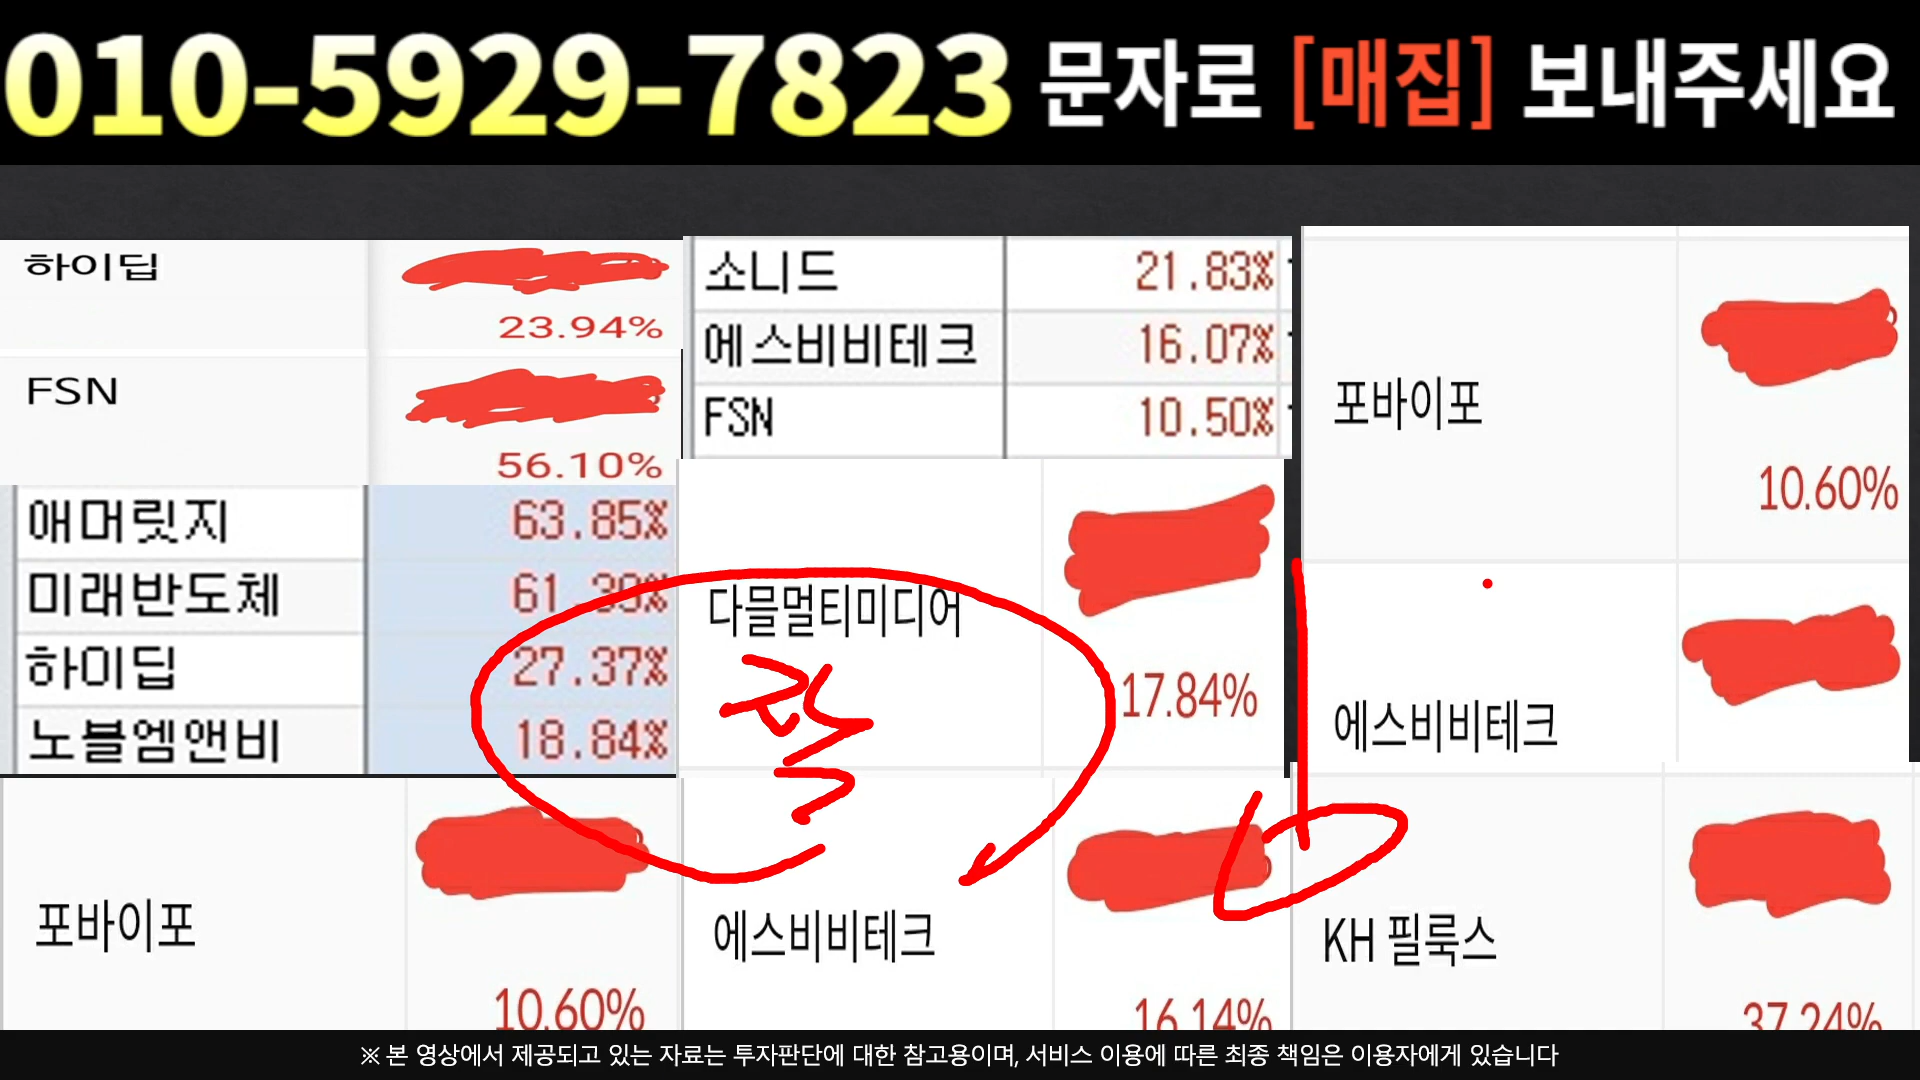 010-5929-7823 문자로 [매집] 보내주세요
하이딥
23.94%
FSN
56.10%
애머릿지 63.85%
미래반도체 61.39%
하이딥 27.37%
노블엠앤비 18.84%
소니드 21.83%
에스비비테크 16.07%
FSN 10.50%
다믈멀티미디어
17.84%
포바이포
10.60%
에스비비테크
포바이포
10.60%
에스비비테크
16.14%
KH 필룩스
37.24%
※ 본 영상에서 제공되고 있는 자료는 투자판단에 대한 참고용이며, 서비스 이용에 따른 최종 책임은 이용자에게 있습니다